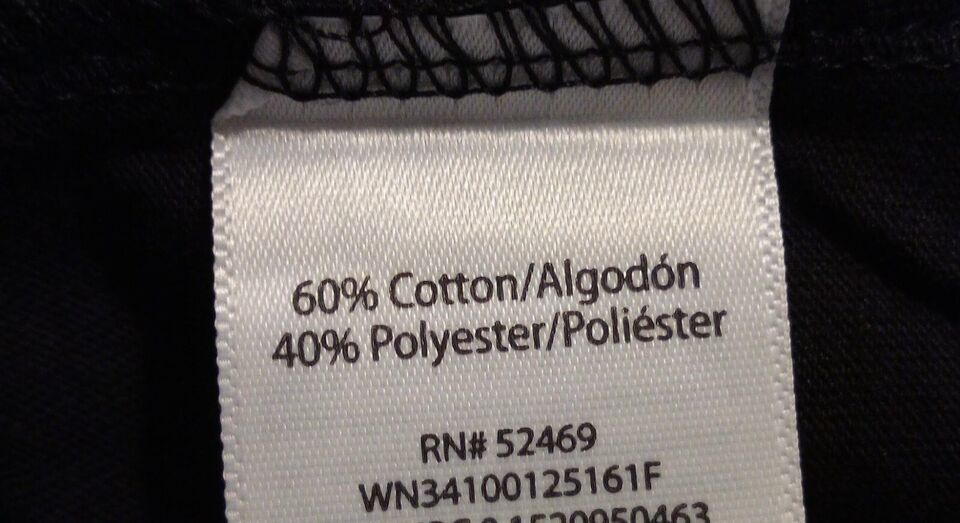 60% Cotton/Algodón
40% Polyester/Poliéster
RN# 52469
WN34100125161F